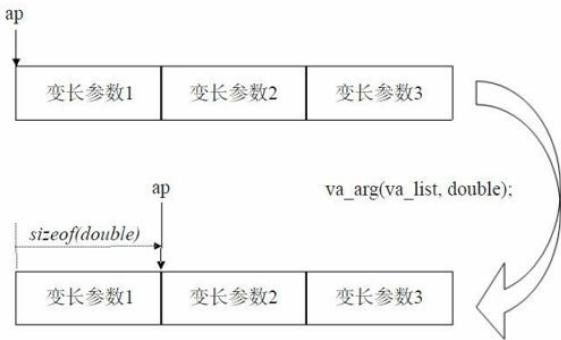 ap
变长参数1 变长参数2 变长参数3
va_arg(va_list, double);
ap
sizeof(double)
变长参数1 变长参数2 变长参数3